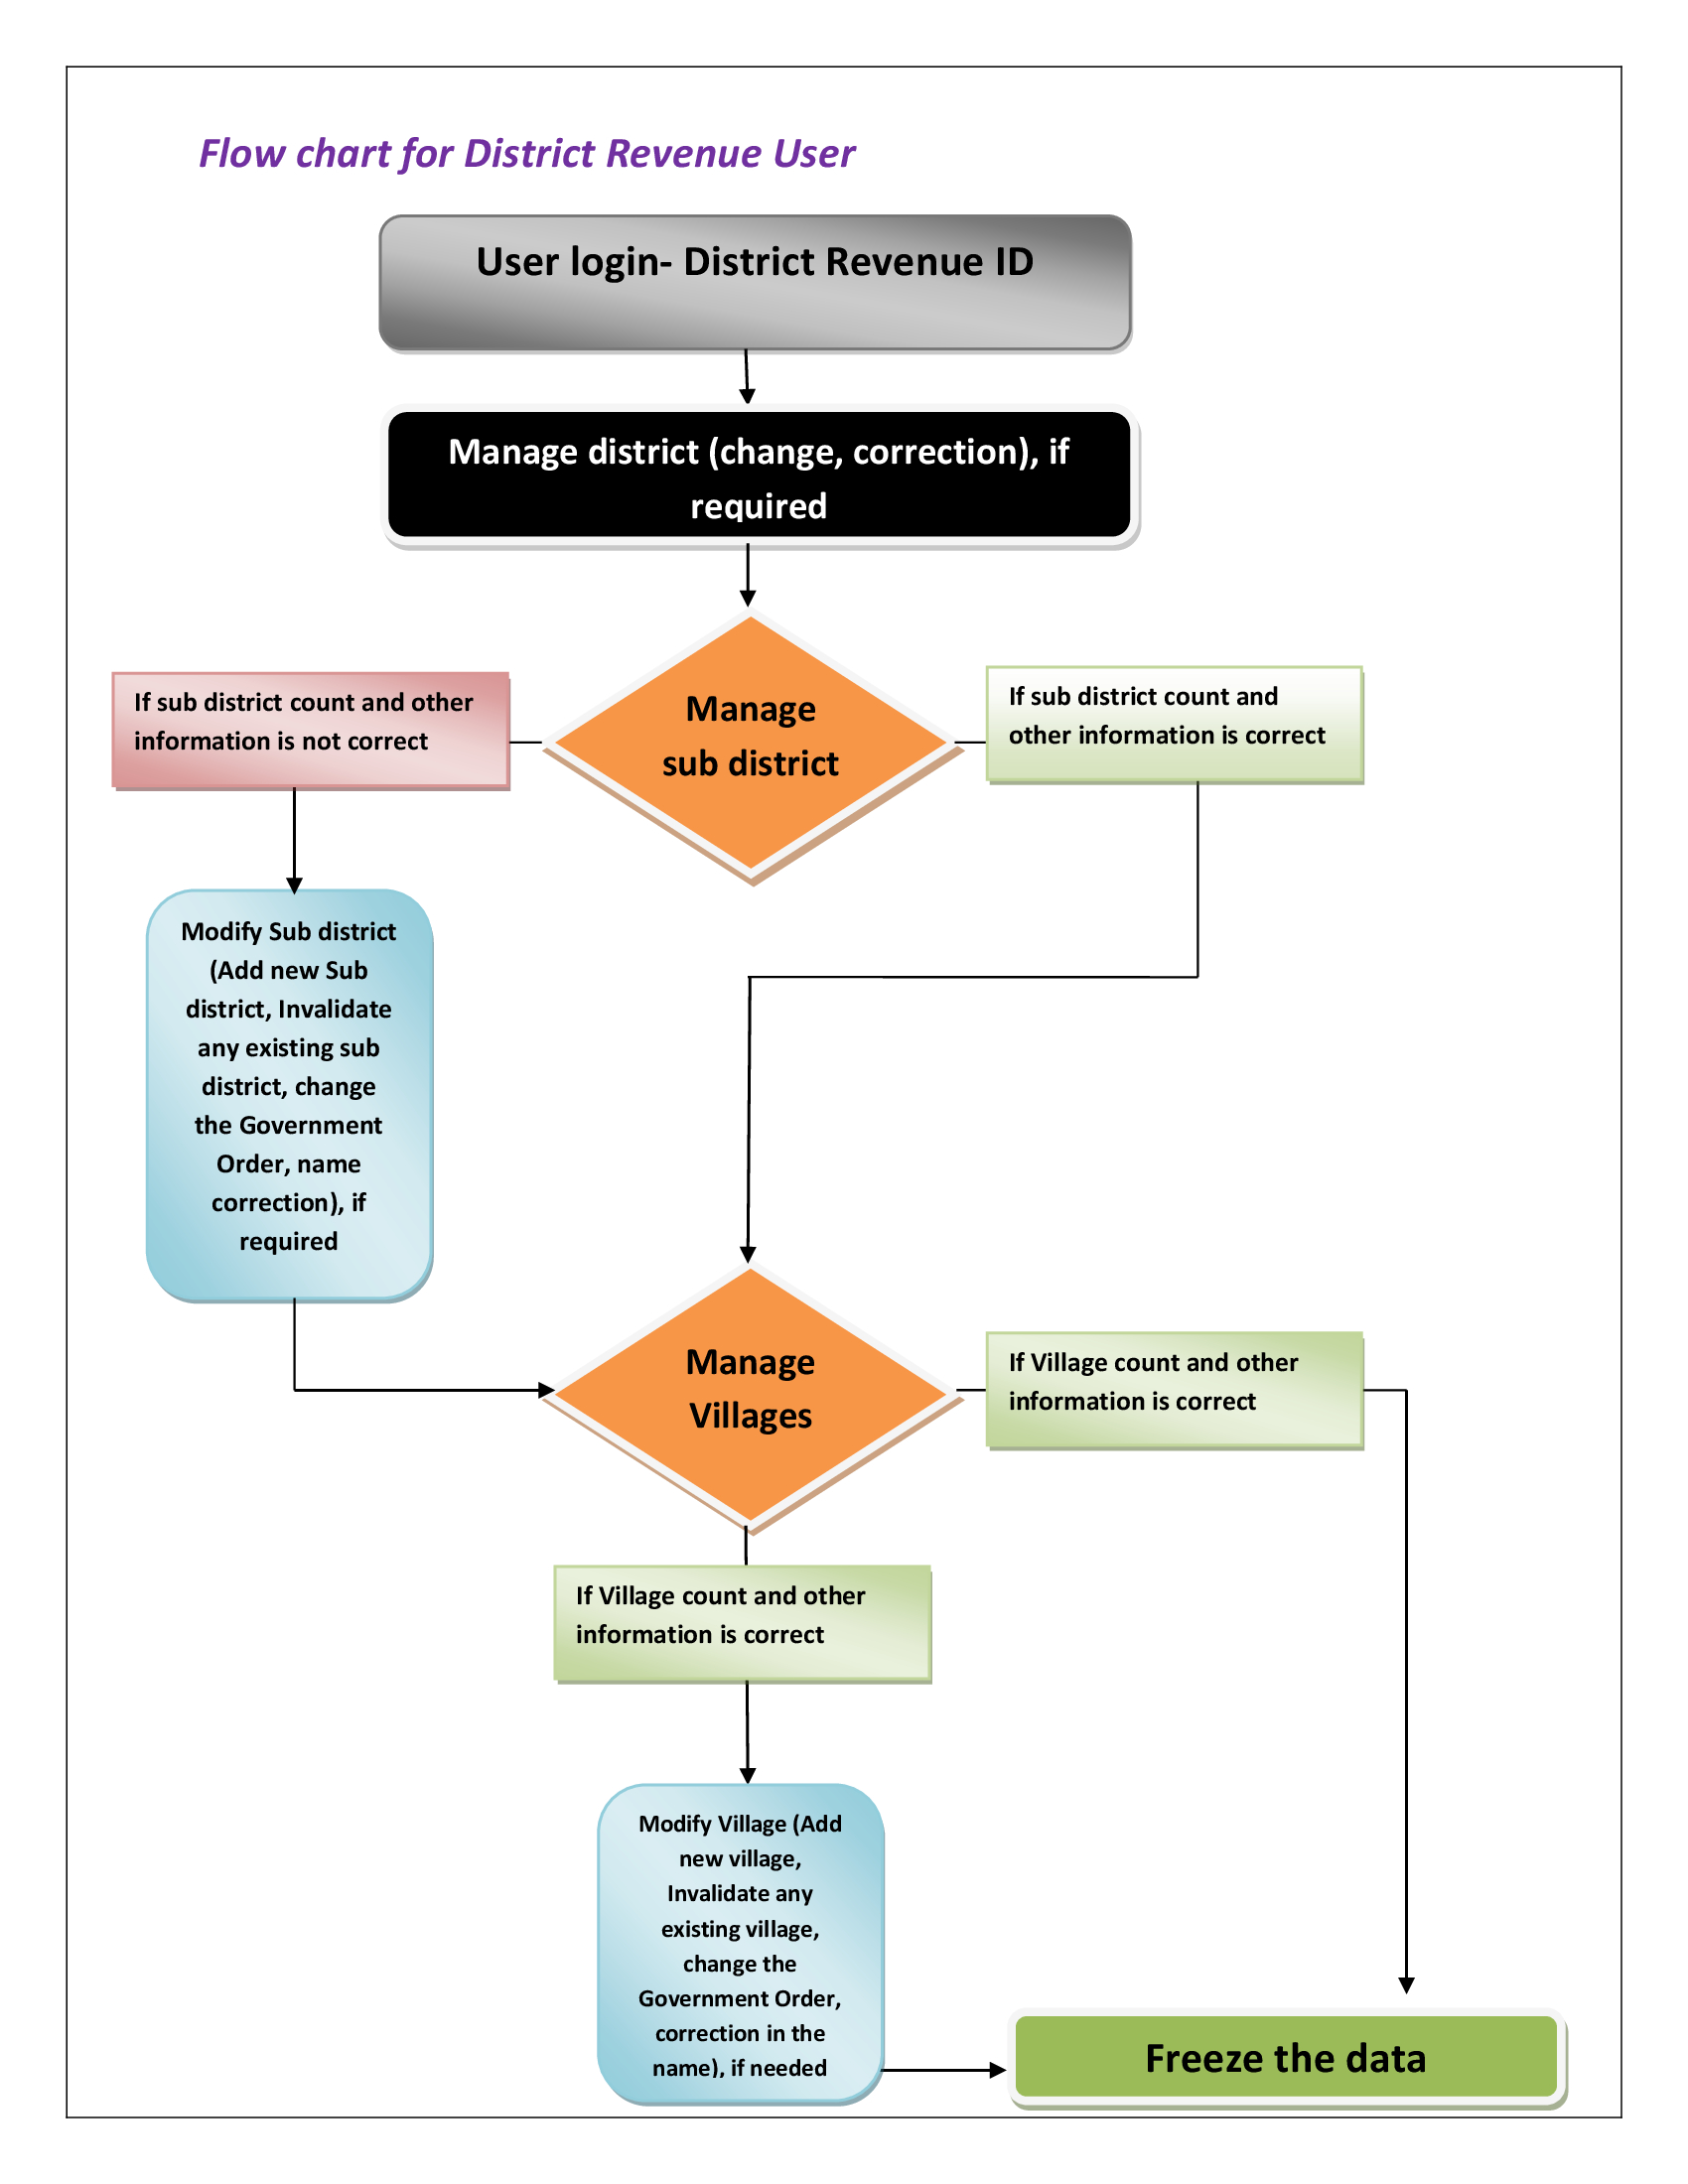 Flow chart for District Revenue User
User login- District Revenue ID
Manage district (change, correction), if
required
Manage
sub district
If sub district count and other
information is not correct
If sub district count and
other information is correct
Modify Sub district
(Add new Sub
district, Invalidate
any existing sub
district, change
the Government
Order, name
correction), if
required
Manage
Villages
If Village count and other
information is correct
If Village count and other
information is correct
Modify Village (Add
new village,
Invalidate any
existing village,
change the
Government Order,
correction in the
name), if needed
Freeze the data